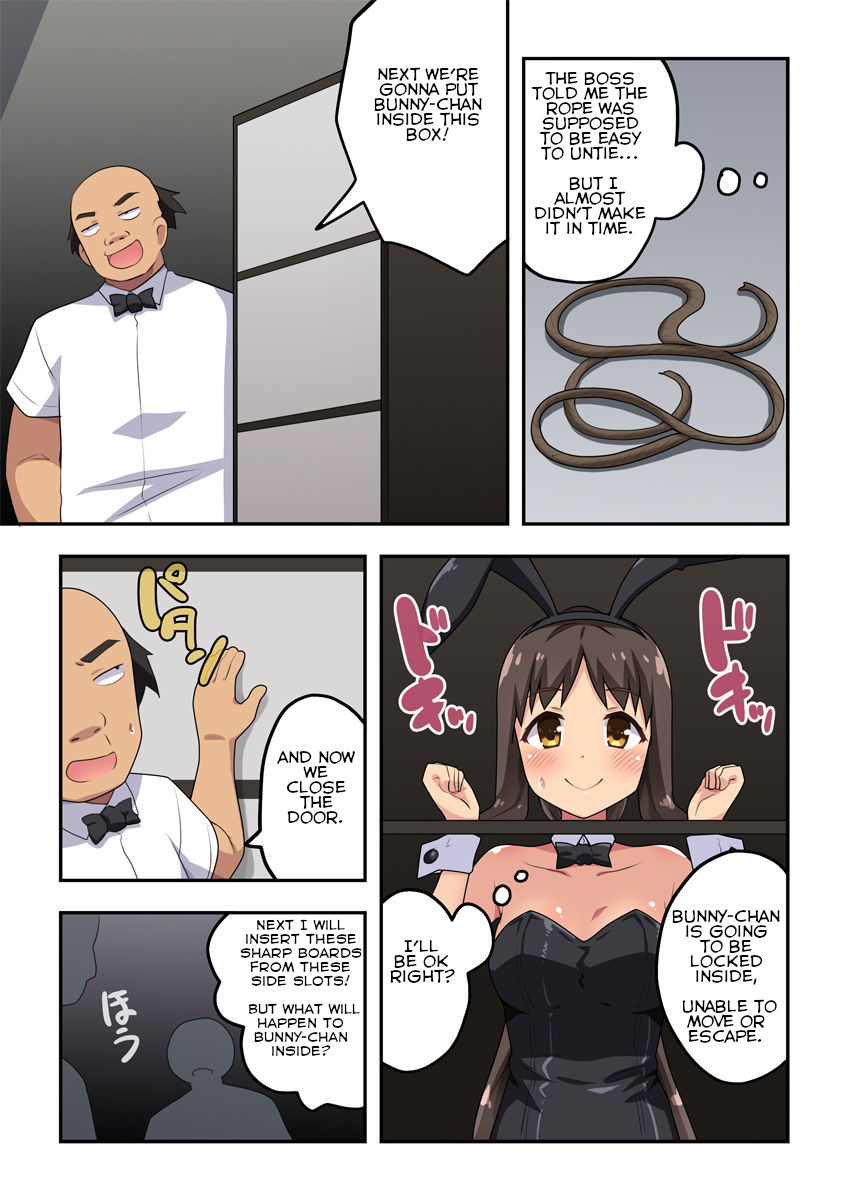 THE BOSS
TOLD ME THE
ROPE WAS
SUPPOSED
TO BE EASY
TO UNTIE...
BUT I
ALMOST
DIDN'T MAKE
IT IN TIME.
NEXT WE'RE
GONNA PUT
BUNNY-CHAN
INSIDE THIS
BOX!
ドキッ
ドキッ
BUNNY-CHAN
IS GOING
TO BE
LOCKED
INSIDE,
UNABLE TO
MOVE OR
ESCAPE.
I'LL
BE OK
RIGHT?
パタン
AND NOW
WE
CLOSE
THE
DOOR.
NEXT I WILL
INSERT THESE
SHARP BOARDS
FROM THESE
SIDE SLOTS!
BUT WHAT WILL
HAPPEN TO
BUNNY-CHAN
INSIDE?
ほう